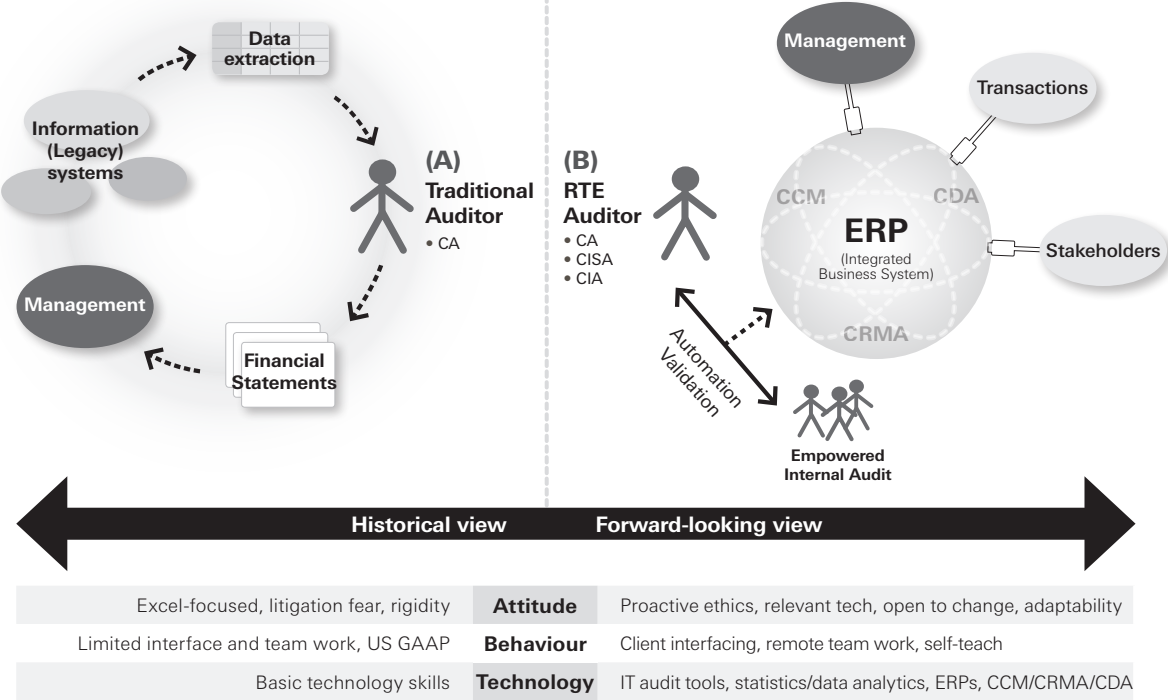 Data
extraction
Information
(Legacy)
systems
(A)
Traditional
Auditor
• CA
Management
Financial
Statements
(B)
RTE
Auditor
• CA
• CISA
• CIA
Management
Transactions
CCM
CDA
ERP
(Integrated
Business System)
Stakeholders
CRMA
Automation
Validation
Empowered
Internal Audit
Historical view
Forward-looking view
Excel-focused, litigation fear, rigidity Attitude Proactive ethics, relevant tech, open to change, adaptability
Limited interface and team work, US GAAP Behaviour Client interfacing, remote team work, self-teach
Basic technology skills Technology IT audit tools, statistics/data analytics, ERPs, CCM/CRMA/CDA